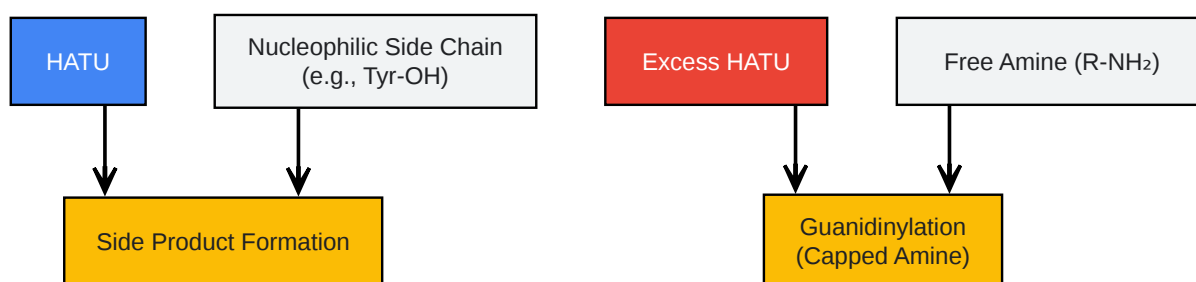 HATU
Nucleophilic Side Chain
(e.g., Tyr-OH)
Excess HATU
Free Amine (R-NH₂)
Side Product Formation
Guanidinylation
(Capped Amine)